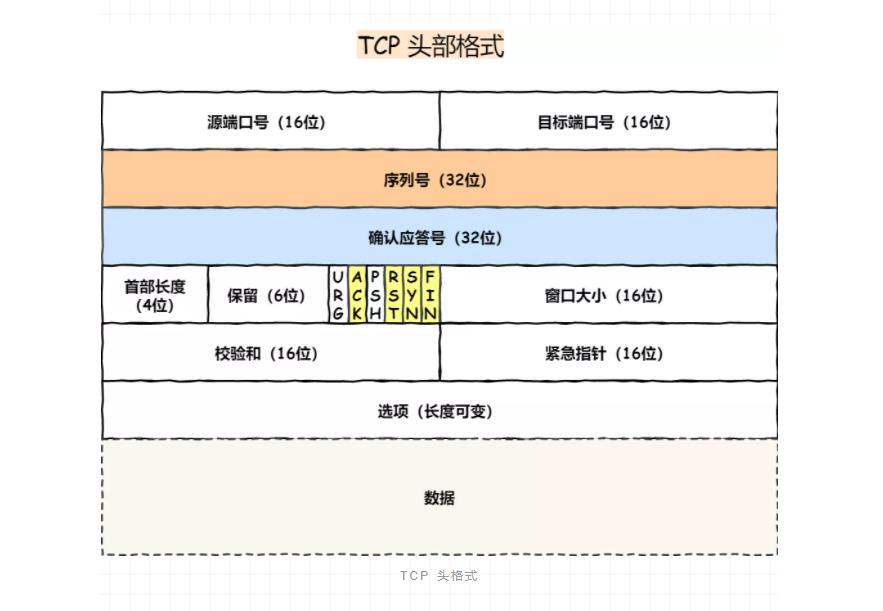 TCP 头部格式
源端口号（16位） 目标端口号（16位）
序列号（32位）
确认应答号（32位）
首部长度
（4位）
保留（6位）
URG
ACK
PSH
RST
SYN
FIN
窗口大小（16位）
校验和（16位） 紧急指针（16位）
选项（长度可变）
数据
TCP 头格式